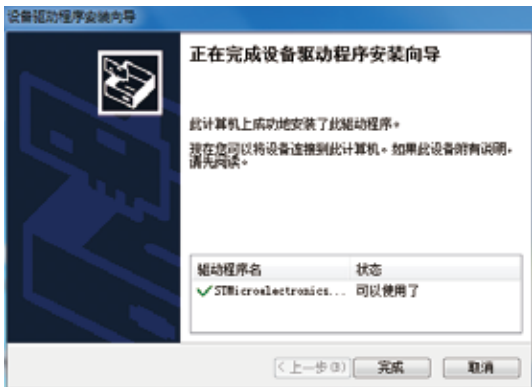 设备驱动程序安装向导
正在完成设备驱动程序安装向导
此计算机上成功地安装了此驱动程序。
现在您可以将设备连接到此计算机。如果此设备附有说明，
请先阅读。
驱动程序名 状态
STMicroelectronics... 可以使用了
<上一步(B) 完成 取消